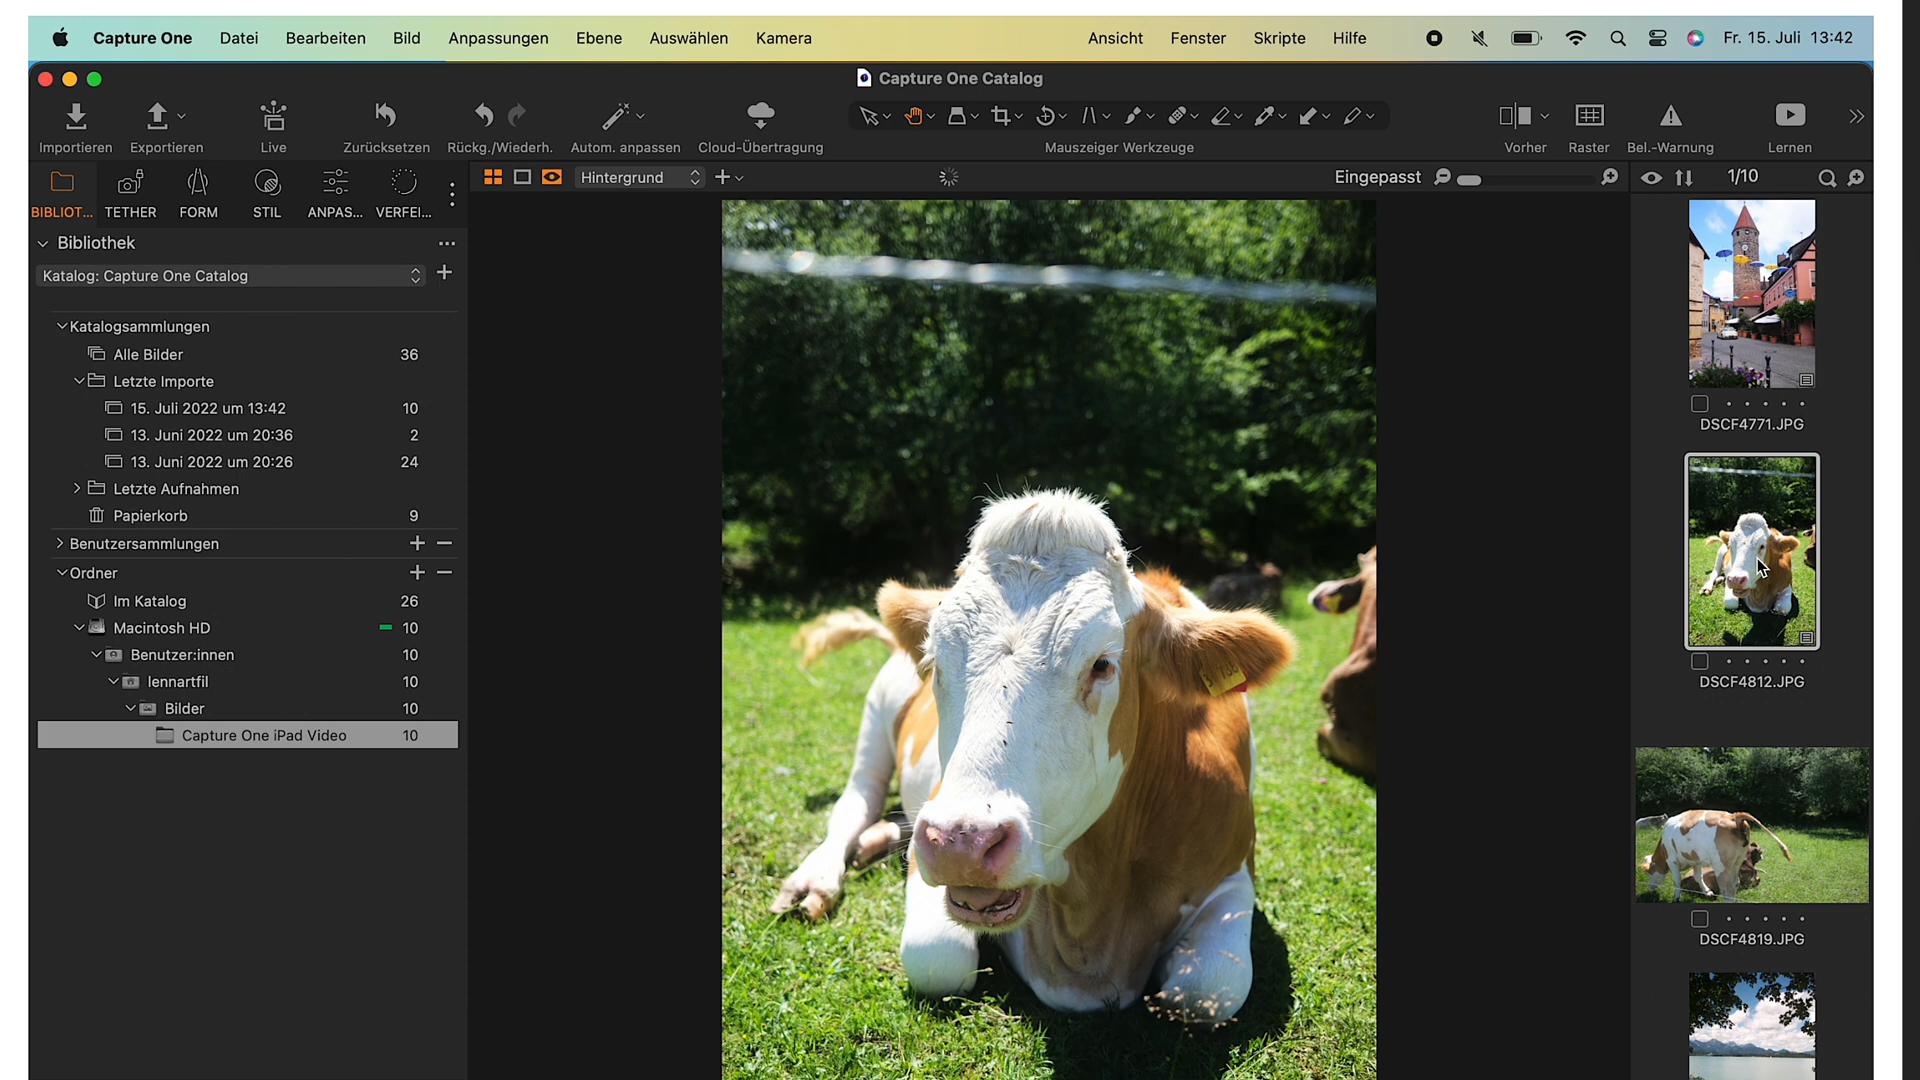 Capture One Datei Bearbeiten Bild Anpassungen Ebene Auswählen Kamera Ansicht Fenster Skripte Hilfe Fr. 15. Juli 13:42
Capture One Catalog
Importieren Exportieren Live Zurücksetzen Rückg./Wiederh. Autom. anpassen Cloud-Übertragung Mauszeiger Werkzeuge Vorher Raster Bel.-Warnung Lernen
BIBLIOT... TETHER FORM STIL ANPAS... VERFEI...
Hintergrund Eingepasst 1/10
Bibliothek
Katalog: Capture One Catalog
Katalogsammlungen
Alle Bilder 36
Letzte Importe
15. Juli 2022 um 13:42 10
13. Juni 2022 um 20:36 2
13. Juni 2022 um 20:26 24
Letzte Aufnahmen
Papierkorb 9
Benutzersammlungen
Ordner
Im Katalog 26
Macintosh HD 10
Benutzer:innen 10
lennartfil 10
Bilder 10
Capture One iPad Video 10
DSCF4771.JPG
DSCF4812.JPG
DSCF4819.JPG